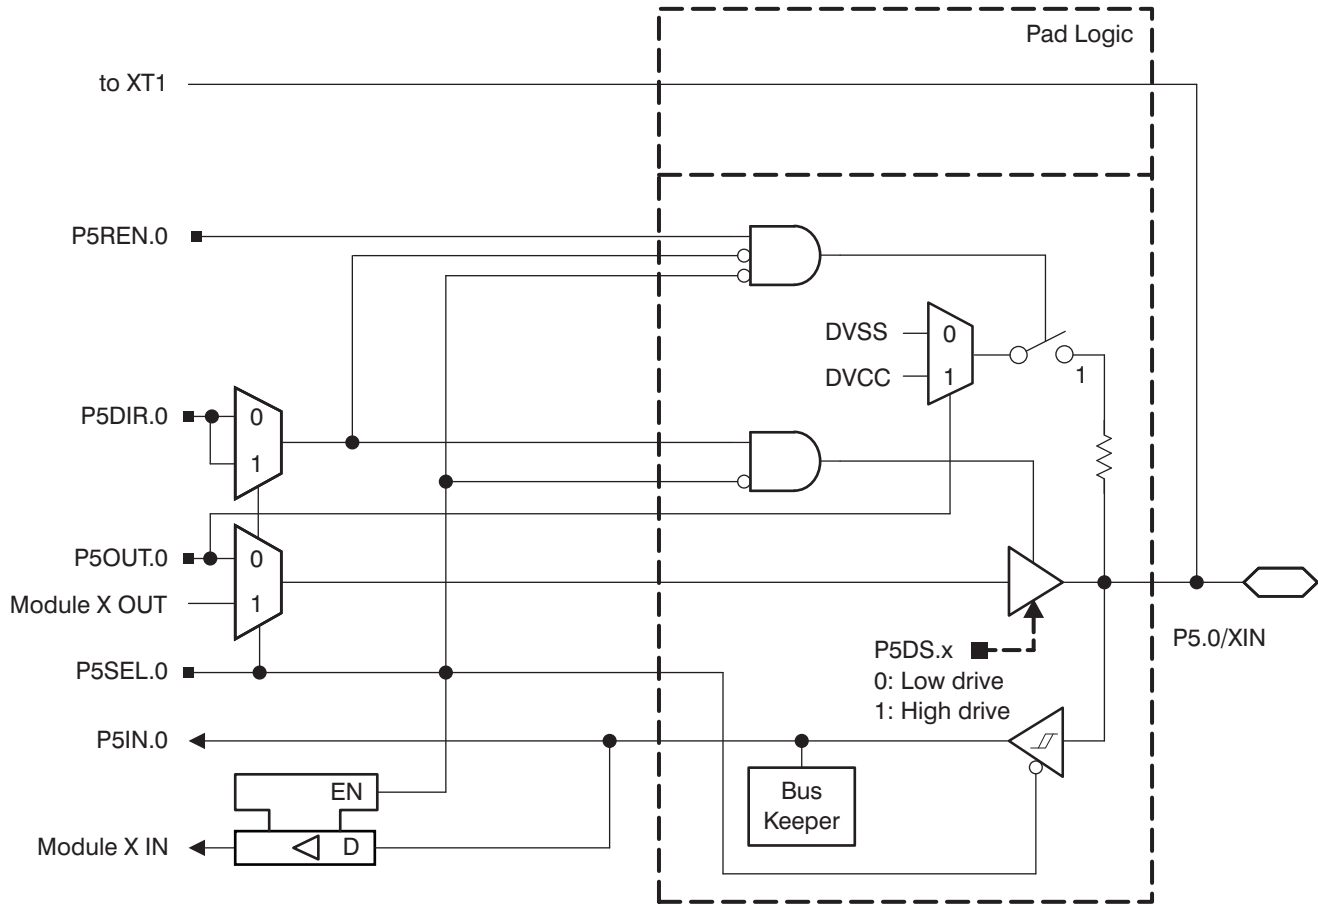 Pad Logic
to XT1
P5REN.0
DVSS
0
DVCC
1
1
P5DIR.0
0
1
P5OUT.0
0
Module X OUT
1
P5SEL.0
P5DS.x
0: Low drive
1: High drive
P5.0/XIN
P5IN.0
EN
Bus
Keeper
Module X IN
D